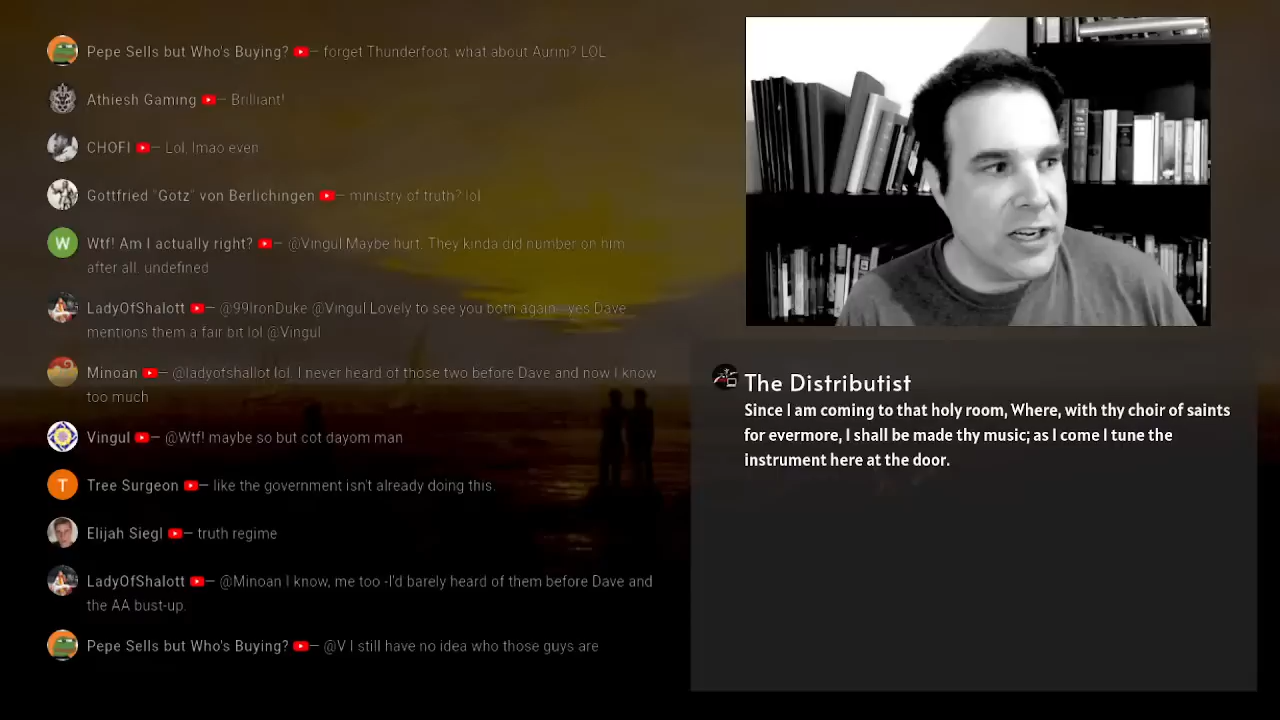 Pepe Sells but Who's Buying? — forget Thunderfoot, what about Aurini? LOL
Athiesh Gaming — Brilliant!
CHOFI — Lol, lmao even
Gottfried "Gotz" von Berlichingen — ministry of truth? lol
W
Wtf! Am I actually right? — @Vingul Maybe hurt. They kinda did number on him
after all. undefined
LadyOfShalott — @99IronDuke @Vingul Lovely to see you both again - yes Dave
mentions them a fair bit lol @Vingul
Minoan — @ladyofshallot lol. I never heard of those two before Dave and now I know
too much
Vingul — @Wtf! maybe so but cot dayom man
T
Tree Surgeon — like the government isn't already doing this.
Elijah Siegl — truth regime
LadyOfShalott — @Minoan I know, me too -I'd barely heard of them before Dave and
the AA bust-up.
Pepe Sells but Who's Buying? — @V I still have no idea who those guys are
The Distributist
Since I am coming to that holy room, Where, with thy choir of saints
for evermore, I shall be made thy music; as I come I tune the
instrument here at the door.